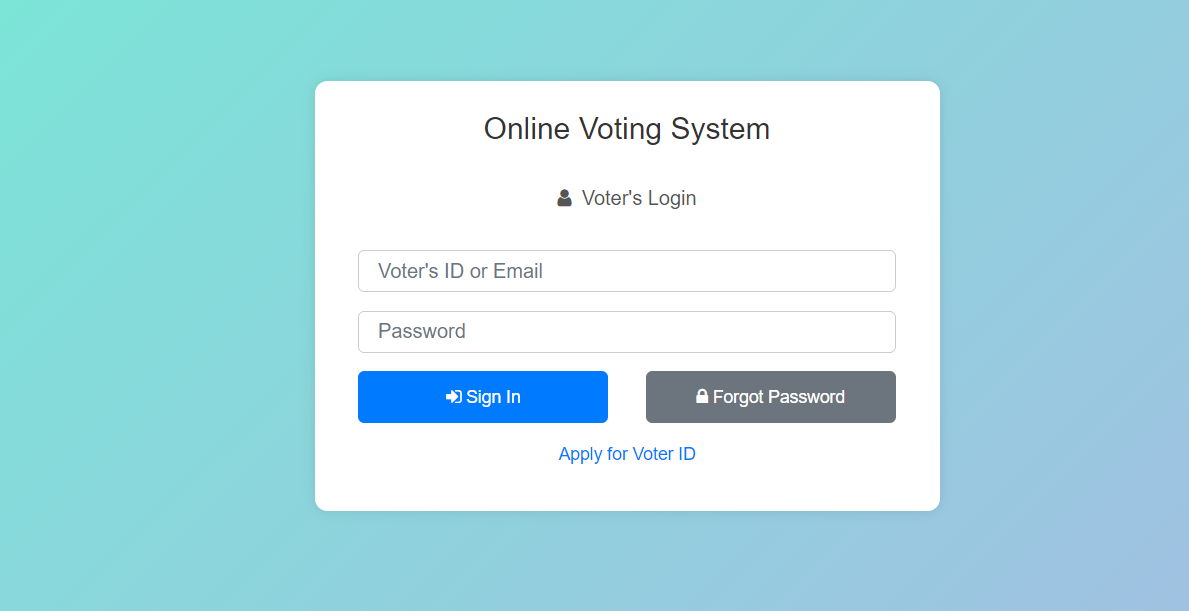 Online Voting System
Voter's Login
Voter's ID or Email
Password
Sign In
Forgot Password
Apply for Voter ID